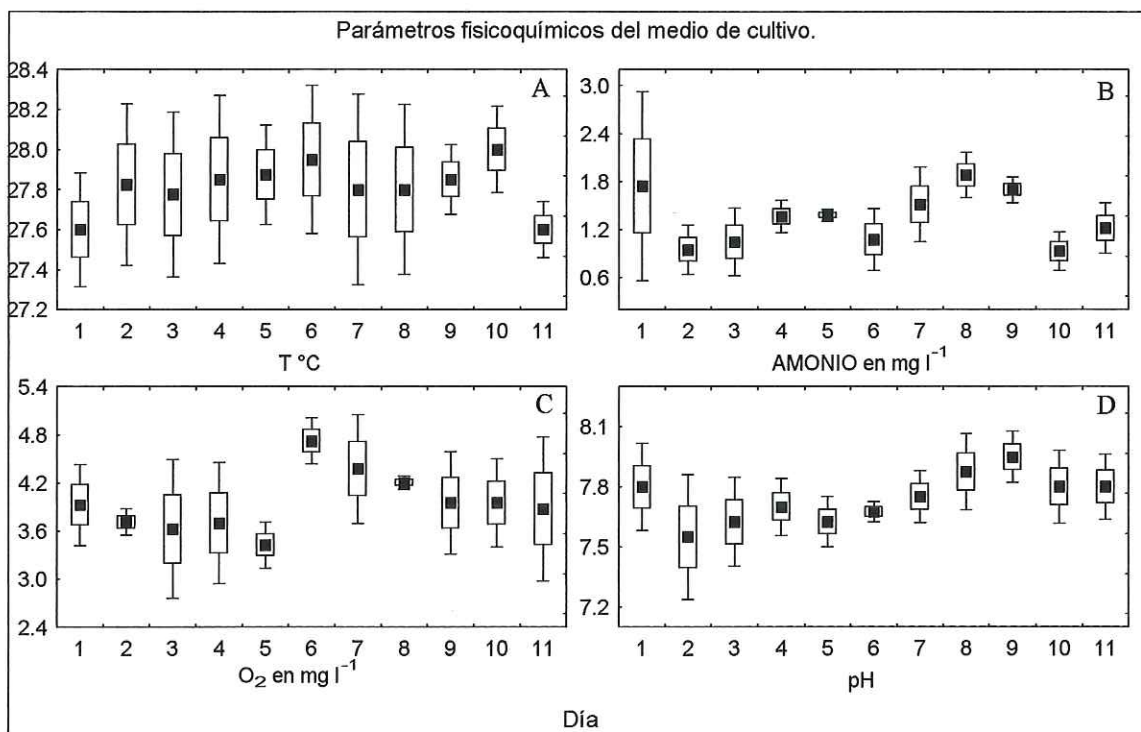 Parámetros fisicoquímicos del medio de cultivo.
A
28.4
28.2
28.0
27.8
27.6
27.4
27.2
1 2 3 4 5 6 7 8 9 10 11
T °C
B
3.0
2.4
1.8
1.2
0.6
1 2 3 4 5 6 7 8 9 10 11
AMONIO en mg l⁻¹
C
5.4
4.8
4.2
3.6
3.0
2.4
1 2 3 4 5 6 7 8 9 10 11
O₂ en mg l⁻¹
D
8.1
7.8
7.5
7.2
1 2 3 4 5 6 7 8 9 10 11
pH
Día